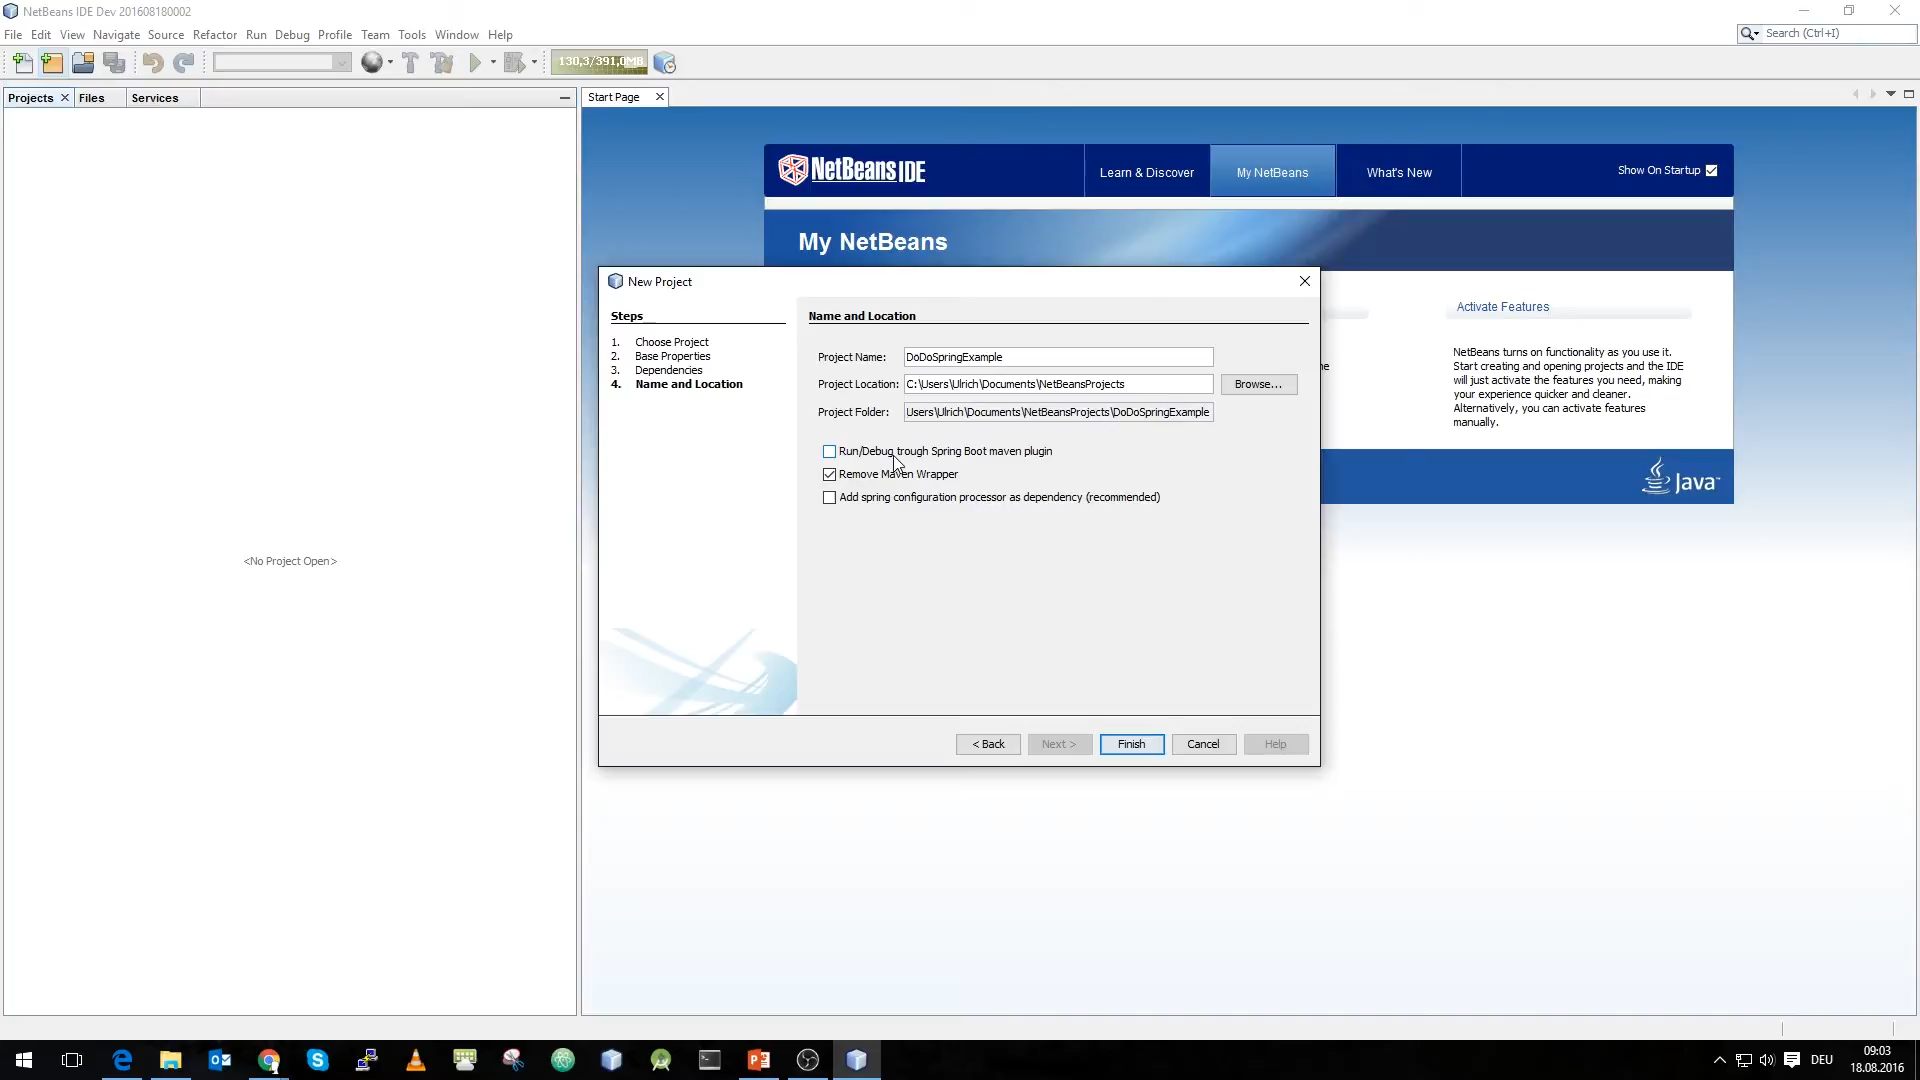 NetBeans IDE Dev 201608180002
File Edit View Navigate Source Refactor Run Debug Profile Team Tools Window Help
Search (Ctrl+I)
130,3/391,0MB
Projects Files Services
Start Page
NetBeans IDE
Learn & Discover My NetBeans What's New
Show On Startup
My NetBeans
New Project
Steps
1. Choose Project
2. Base Properties
3. Dependencies
4. Name and Location
Name and Location
Project Name: DoDoSpringExample
Project Location: C:\Users\Ulrich\Documents\NetBeansProjects Browse...
Project Folder: Users\Ulrich\Documents\NetBeansProjects\DoDoSpringExample
Run/Debug trough Spring Boot maven plugin
Remove Maven Wrapper
Add spring configuration processor as dependency (recommended)
< Back Next > Finish Cancel Help
Activate Features
NetBeans turns on functionality as you use it.
Start creating and opening projects and the IDE
will just activate the features you need, making
your experience quicker and cleaner.
Alternatively, you can activate features
manually.
Java
<No Project Open>
DEU
09:03
18.08.2016